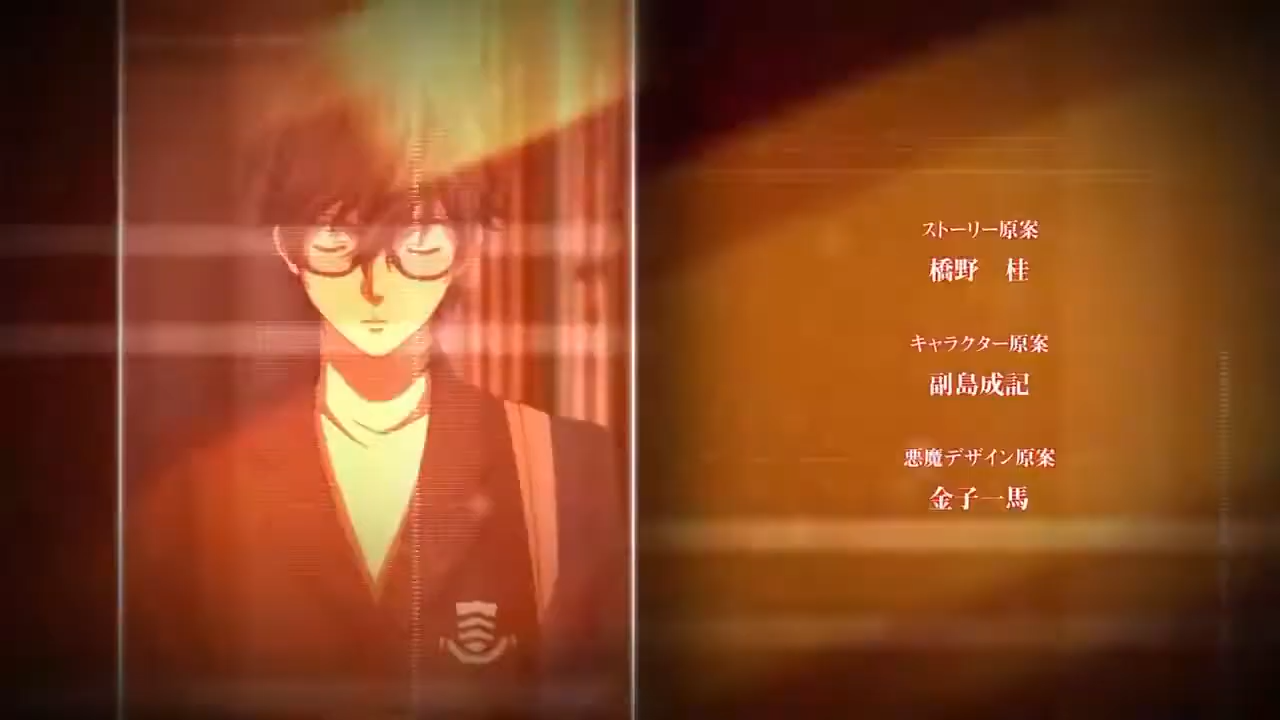 ストーリー原案
橋野　桂
キャラクター原案
副島成記
悪魔デザイン原案
金子一馬